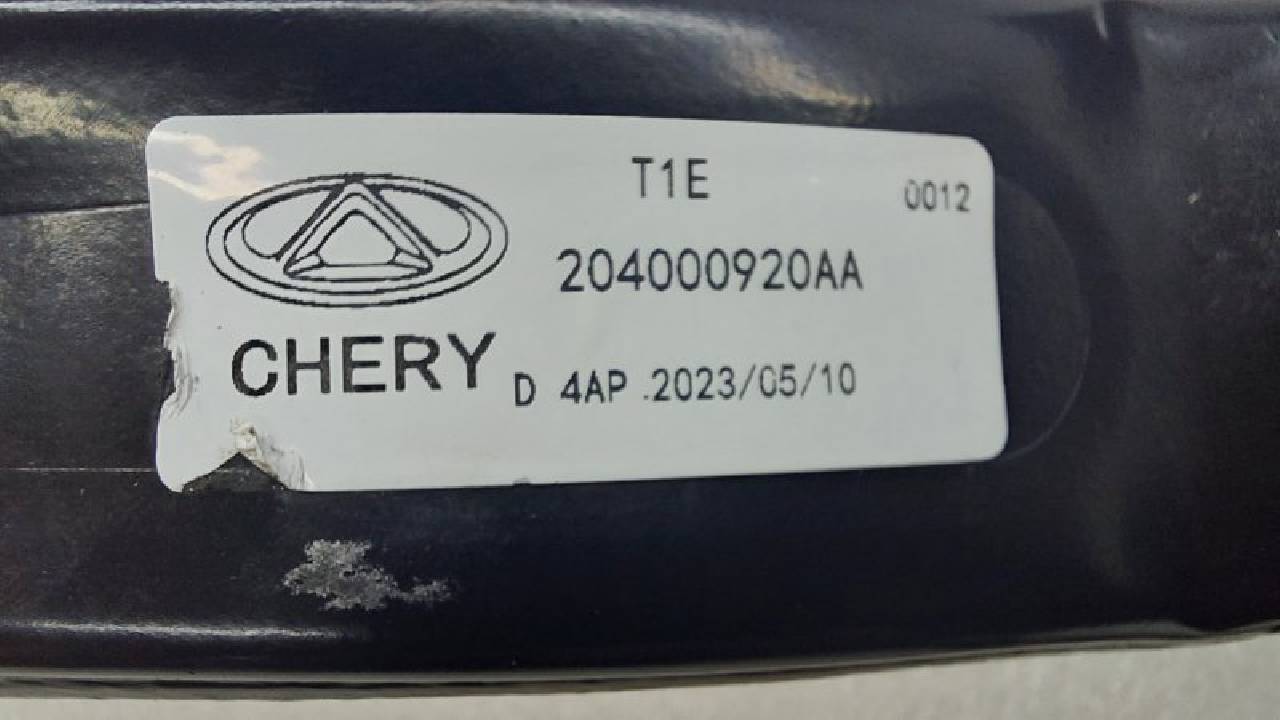 T1E
0012
204000920AA
CHERY
D 4AP .2023/05/10